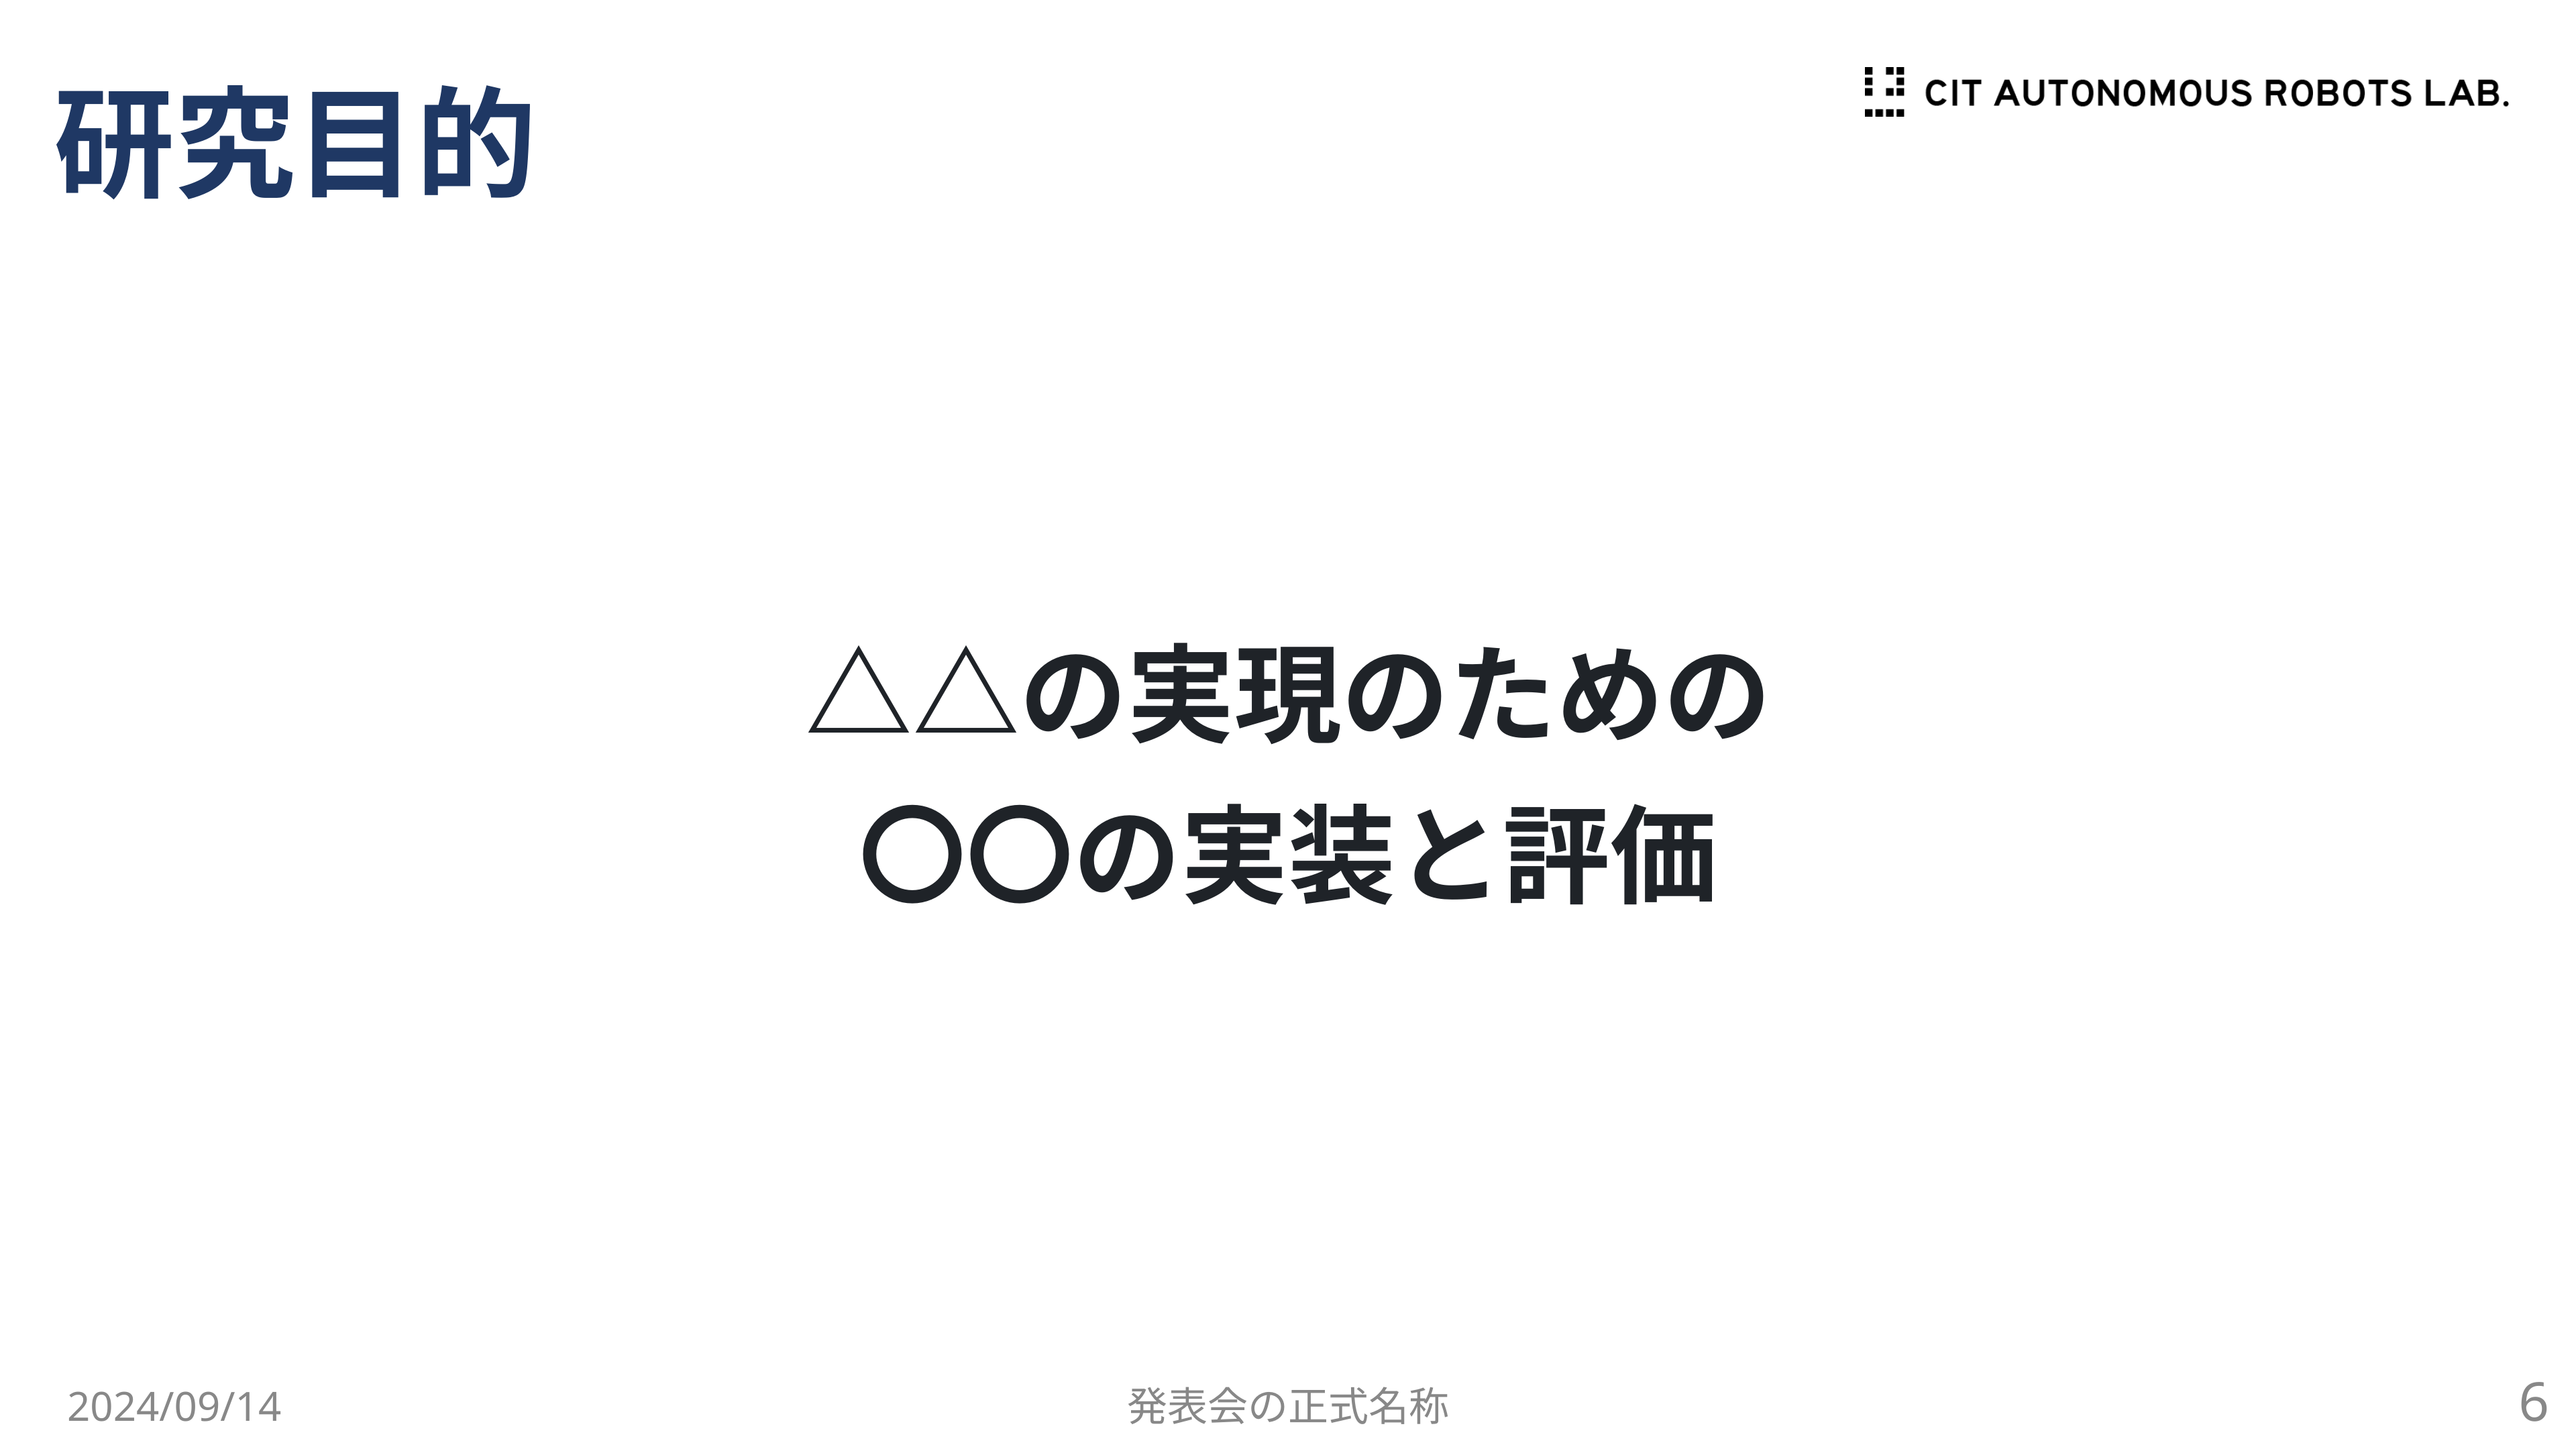 研究目的
CIT AUTONOMOUS ROBOTS LAB.
△△の実現のための
〇〇の実装と評価
2024/09/14
発表会の正式名称
6